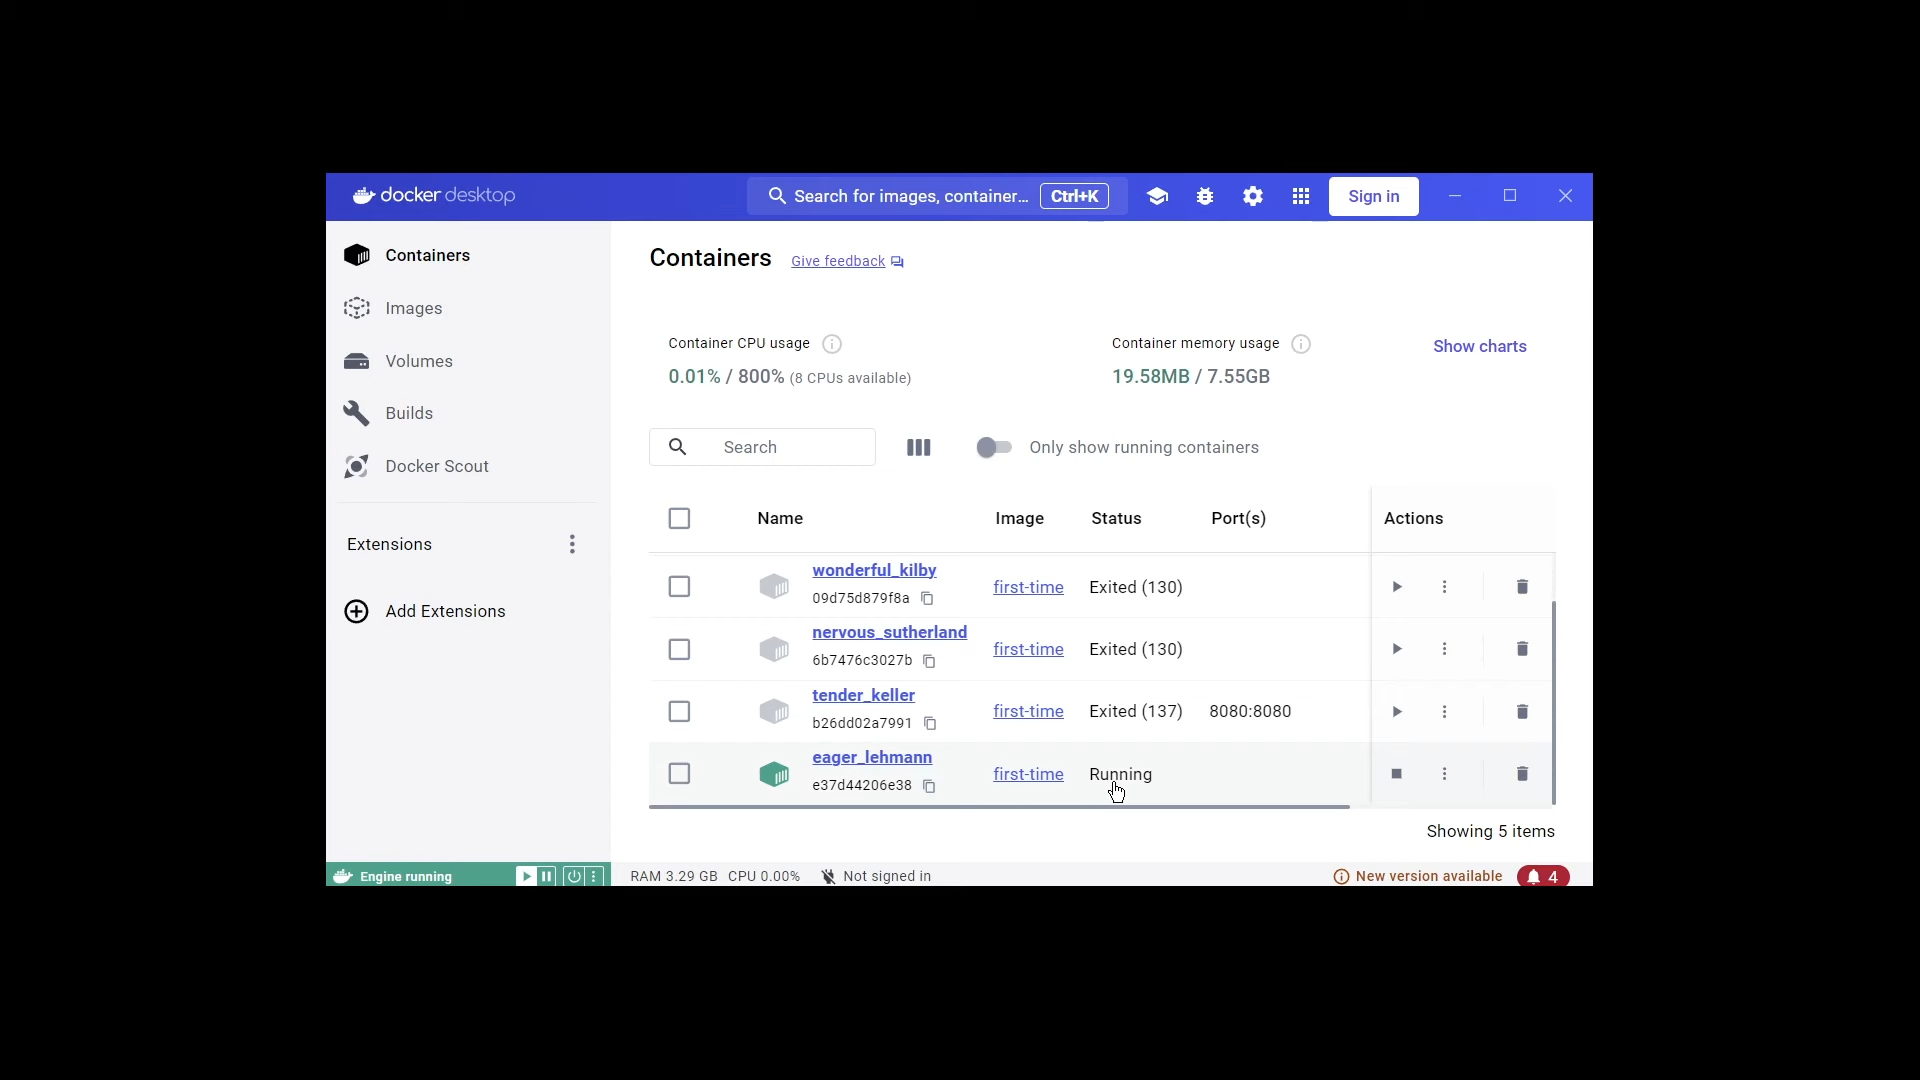 docker desktop
Search for images, container... Ctrl+K
Sign in
Containers
Images
Volumes
Builds
Docker Scout
Extensions
Add Extensions
Containers Give feedback
Container CPU usage
0.01% / 800% (8 CPUs available)
Container memory usage
19.58MB / 7.55GB
Show charts
Search
Only show running containers
Name Image Status Port(s) Actions
wonderful_kilby
09d75d879f8a
first-time Exited (130)
nervous_sutherland
6b7476c3027b
first-time Exited (130)
tender_keller
b26dd02a7991
first-time Exited (137) 8080:8080
eager_lehmann
e37d44206e38
first-time Running
Showing 5 items
Engine running
RAM 3.29 GB CPU 0.00% Not signed in
New version available 4